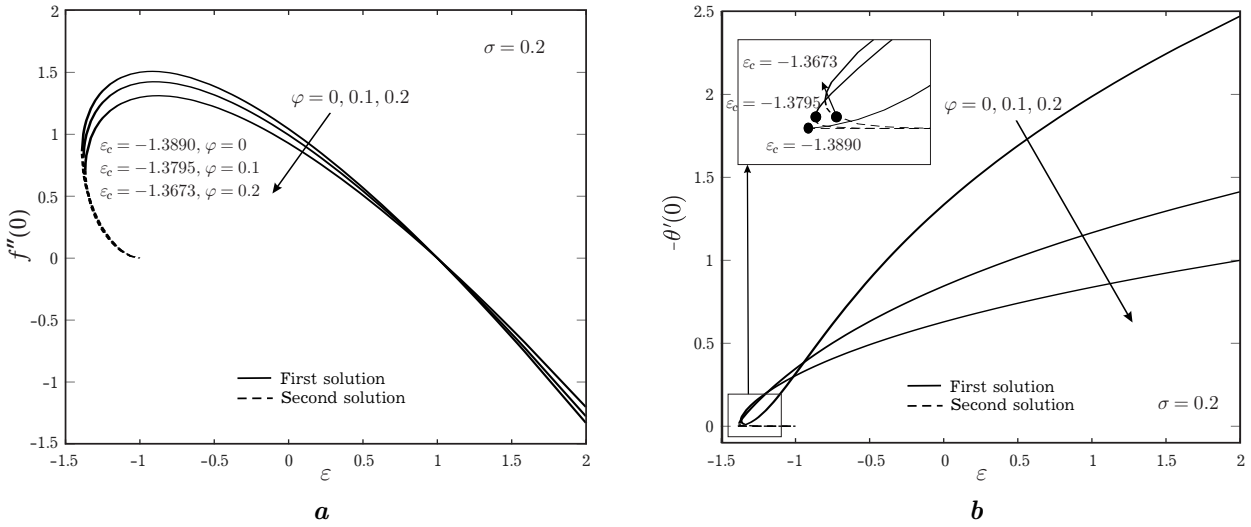 2
1.5
1
0.5
0
-0.5
-1
-1.5
f″(0)
σ = 0.2
φ = 0, 0.1, 0.2
ε_c = −1.3890, φ = 0
ε_c = −1.3795, φ = 0.1
ε_c = −1.3673, φ = 0.2
First solution
Second solution
-1.5 -1 -0.5 0 0.5 1 1.5 2
ε
a
2.5
2
1.5
1
0.5
0
-θ′(0)
ε_c = −1.3673
ε_c = −1.3795
ε_c = −1.3890
φ = 0, 0.1, 0.2
First solution
Second solution
σ = 0.2
-1.5 -1 -0.5 0 0.5 1 1.5 2
ε
b